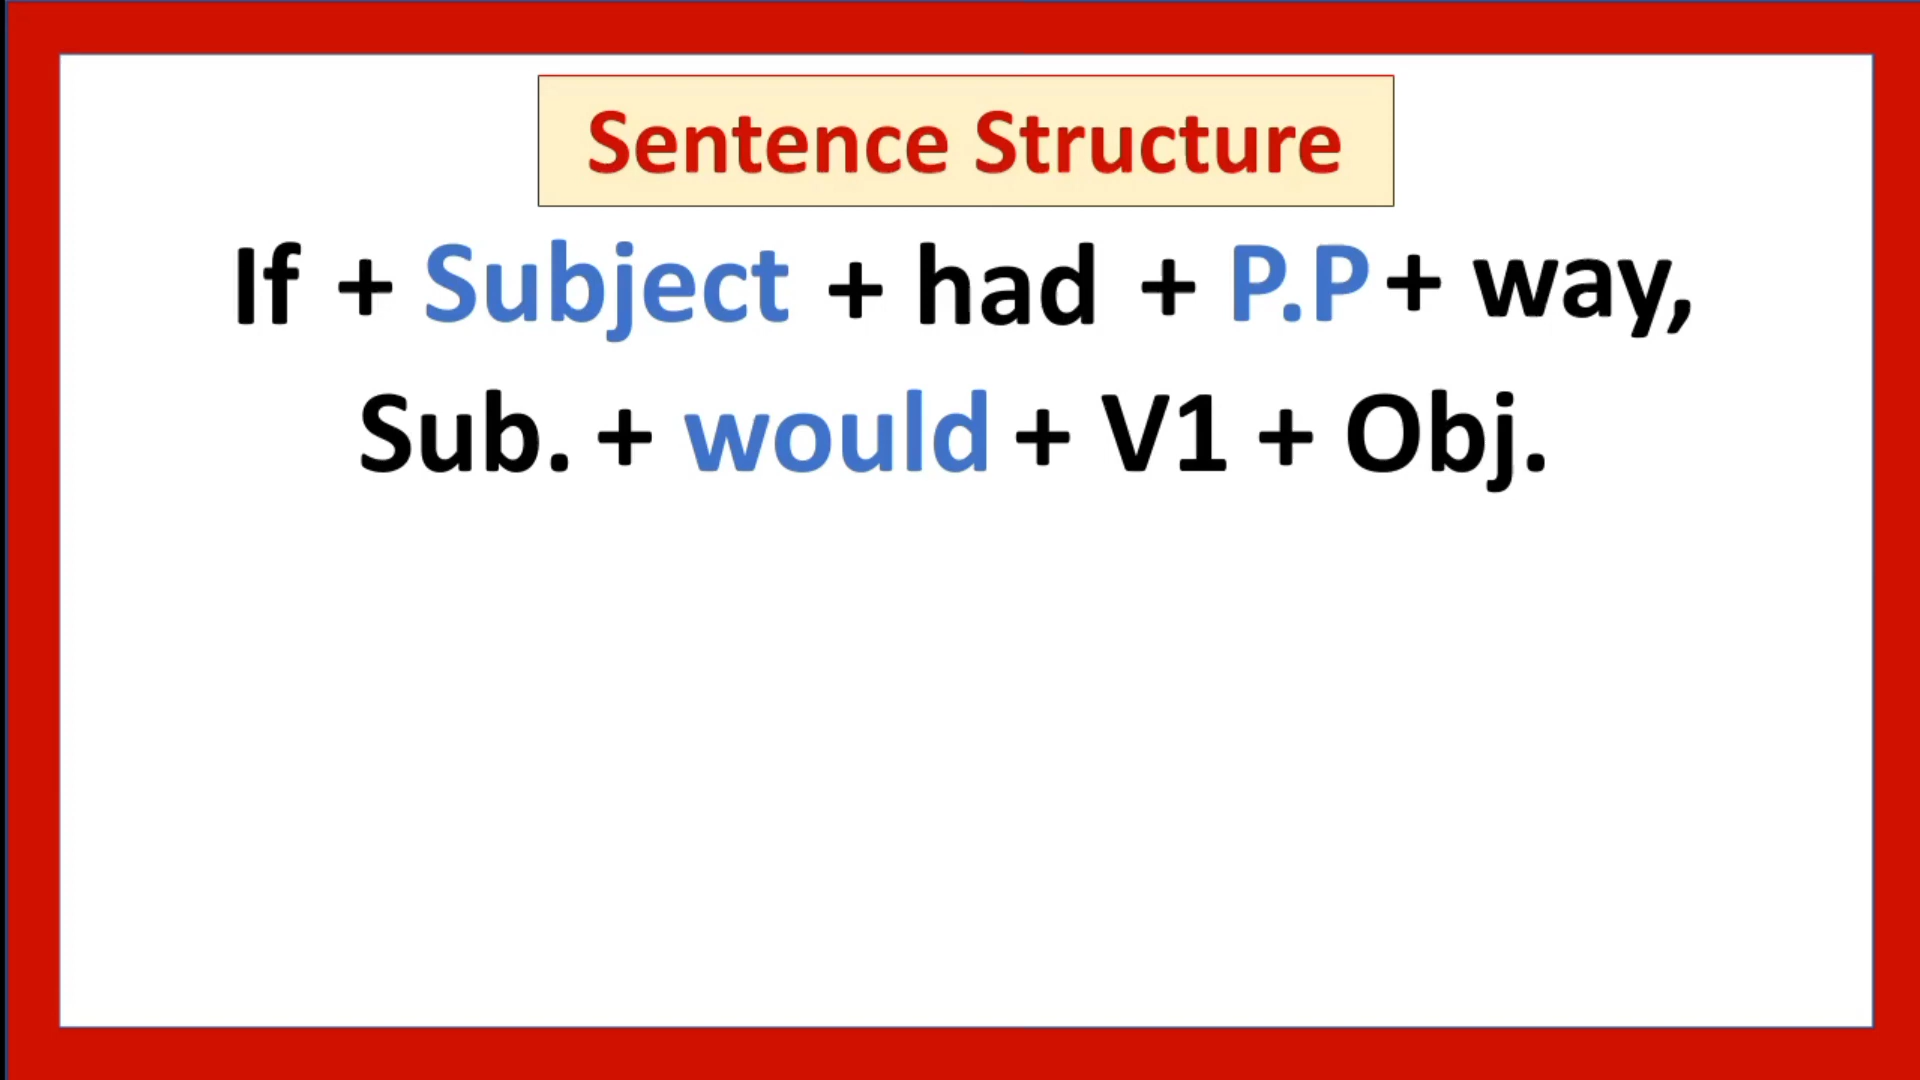 Sentence Structure
If + Subject + had + P.P + way,
Sub. + would + V1 + Obj.